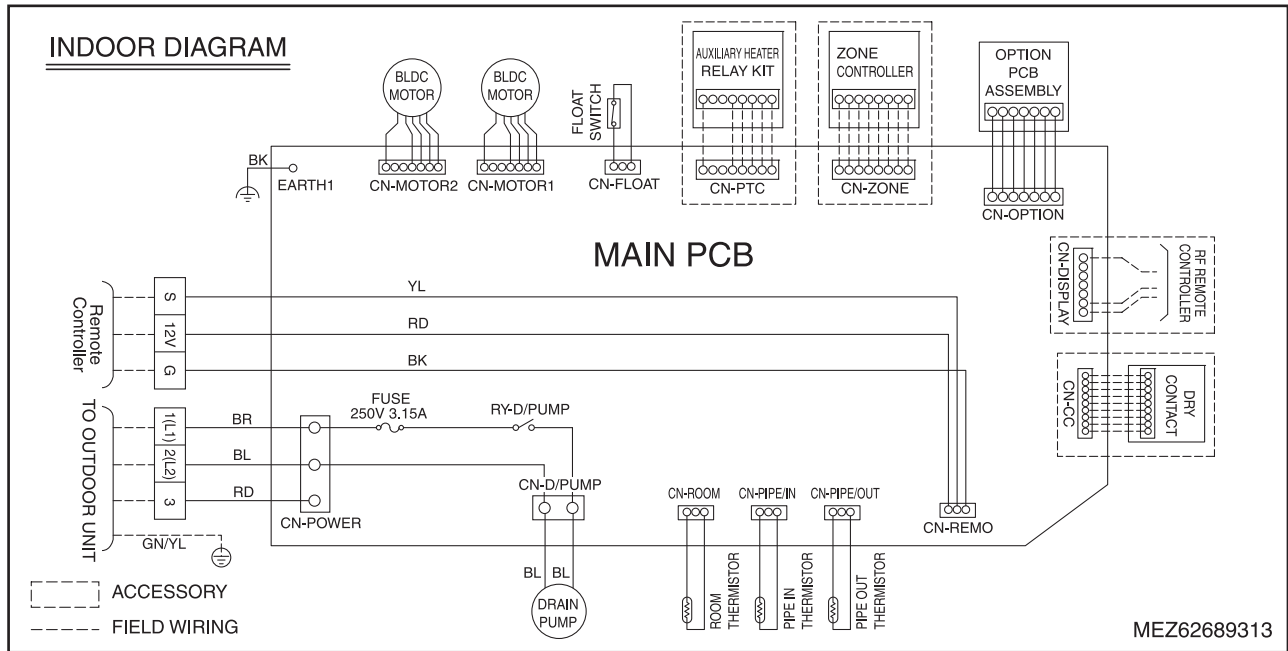 INDOOR DIAGRAM
BLDC
MOTOR
BLDC
MOTOR
FLOAT
SWITCH
AUXILIARY HEATER
RELAY KIT
ZONE
CONTROLLER
OPTION
PCB
ASSEMBLY
BK
EARTH1
CN-MOTOR2
CN-MOTOR1
CN-FLOAT
CN-PTC
CN-ZONE
CN-OPTION
MAIN PCB
CN-DISPLAY
RF REMOTE
CONTROLLER
Remote
Controller
S
YL
12V
RD
G
BK
CN-CC
DRY
CONTACT
TO OUTDOOR UNIT
1(L1)
BR
FUSE
250V 3.15A
RY-D/PUMP
2(L2)
BL
3
RD
CN-POWER
CN-D/PUMP
CN-ROOM
CN-PIPE/IN
CN-PIPE/OUT
CN-REMO
GN/YL
BL
BL
DRAIN
PUMP
ROOM
THERMISTOR
PIPE IN
THERMISTOR
PIPE OUT
THERMISTOR
ACCESSORY
FIELD WIRING
MEZ62689313